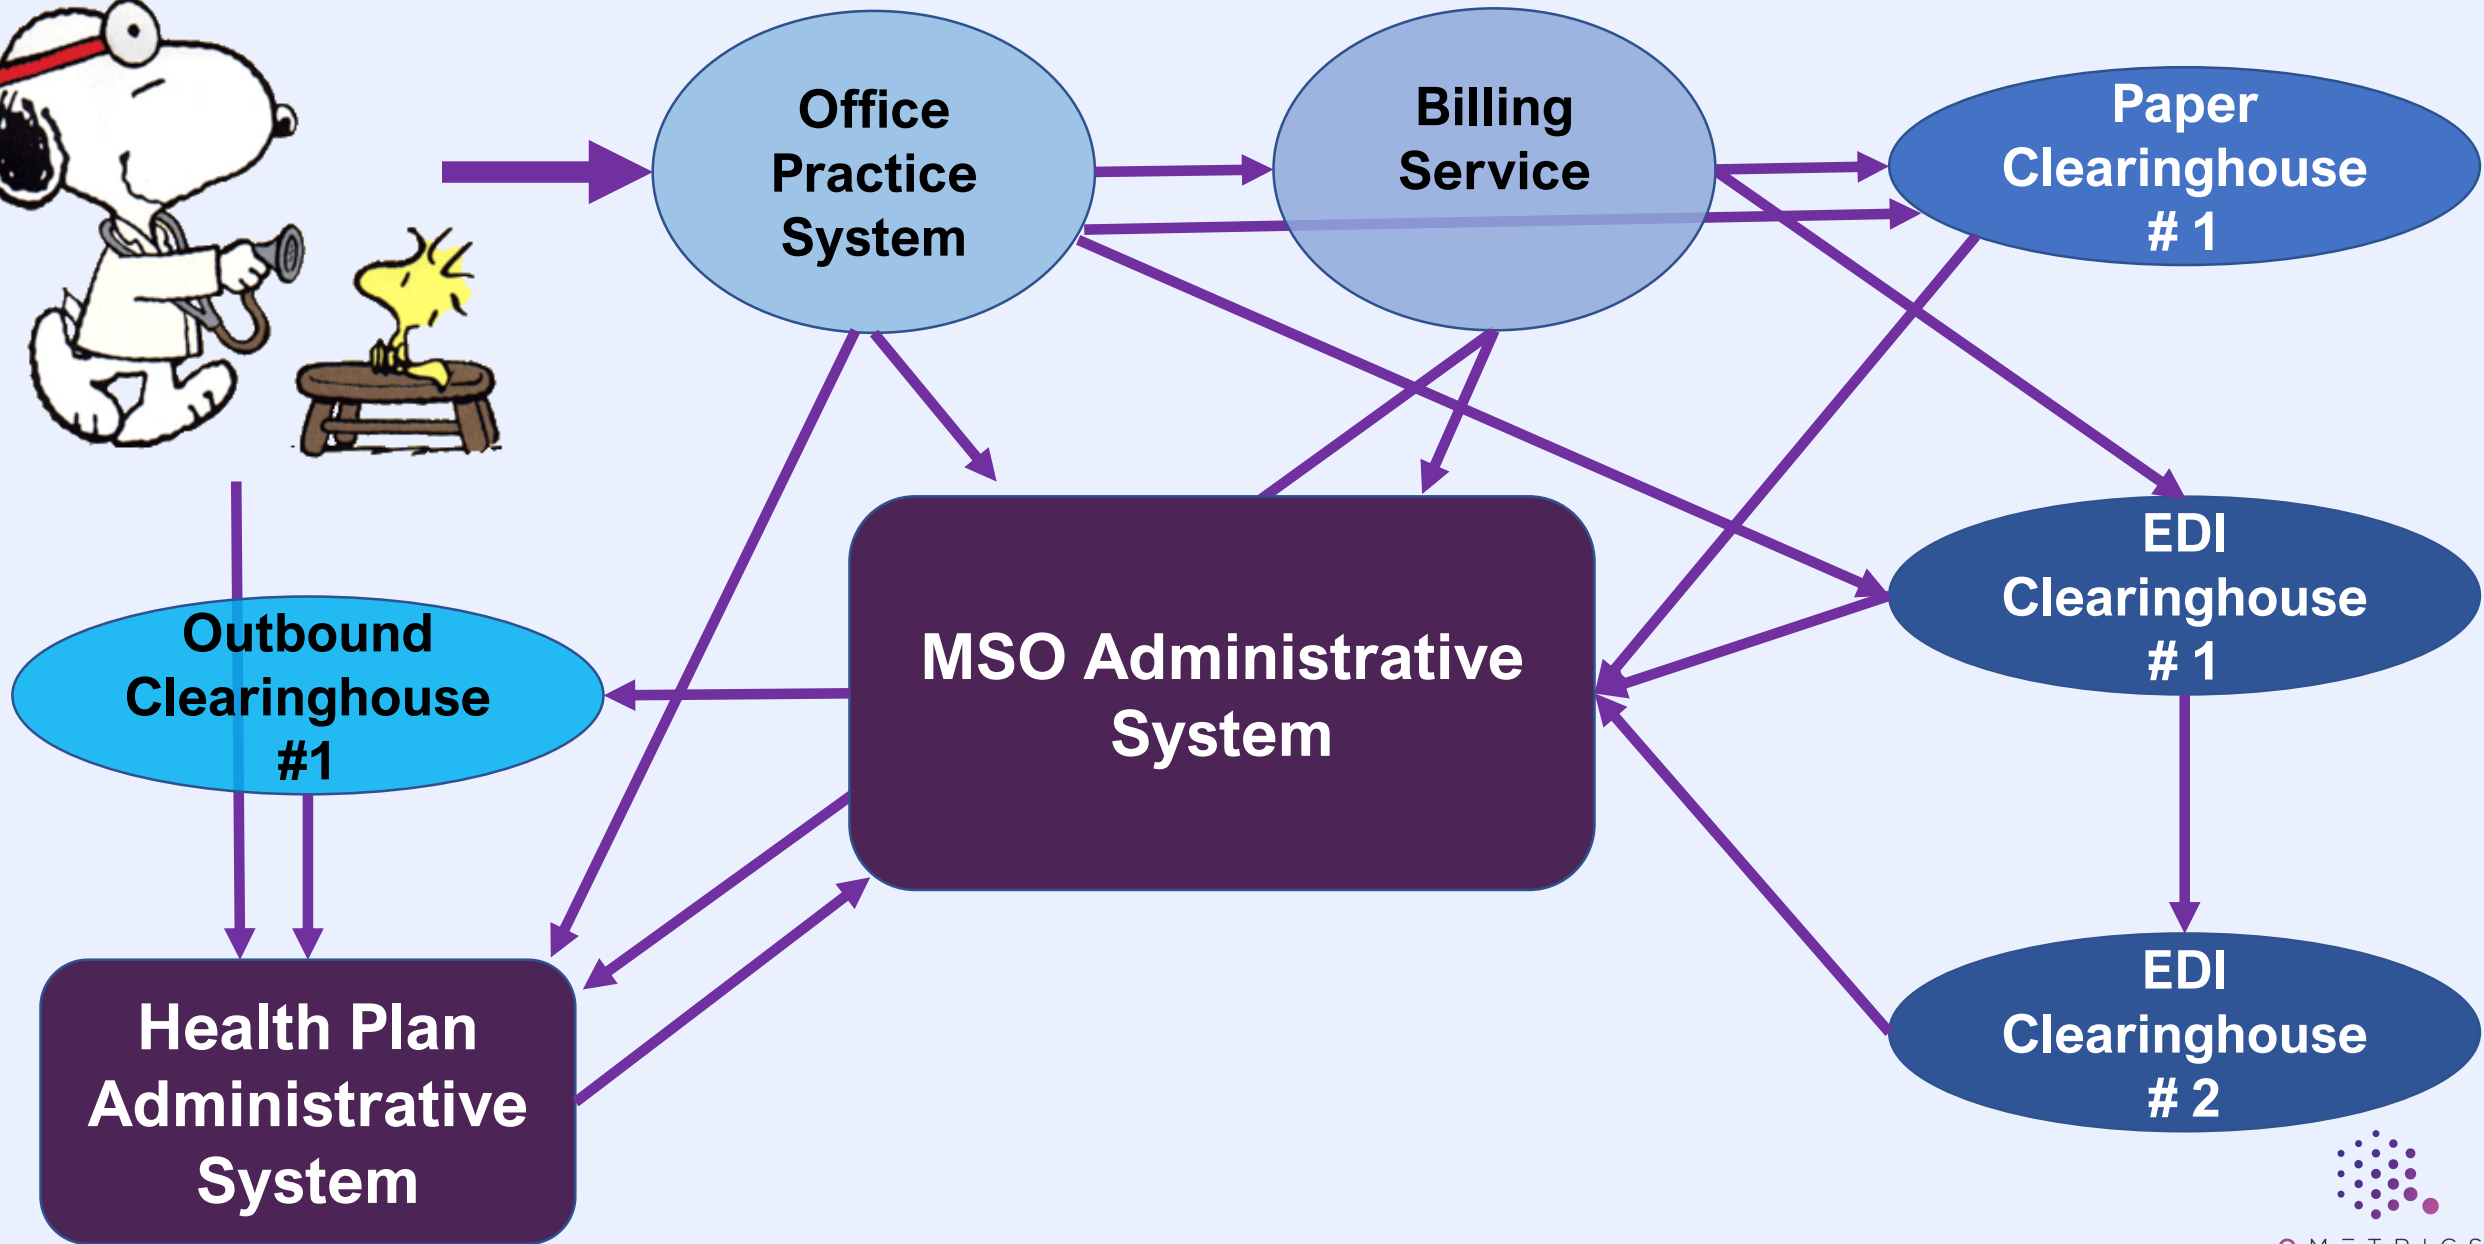 Office
Practice
System
Billing
Service
Paper
Clearinghouse
# 1
EDI
Clearinghouse
# 1
Outbound
Clearinghouse
#1
MSO Administrative
System
Health Plan
Administrative
System
EDI
Clearinghouse
# 2